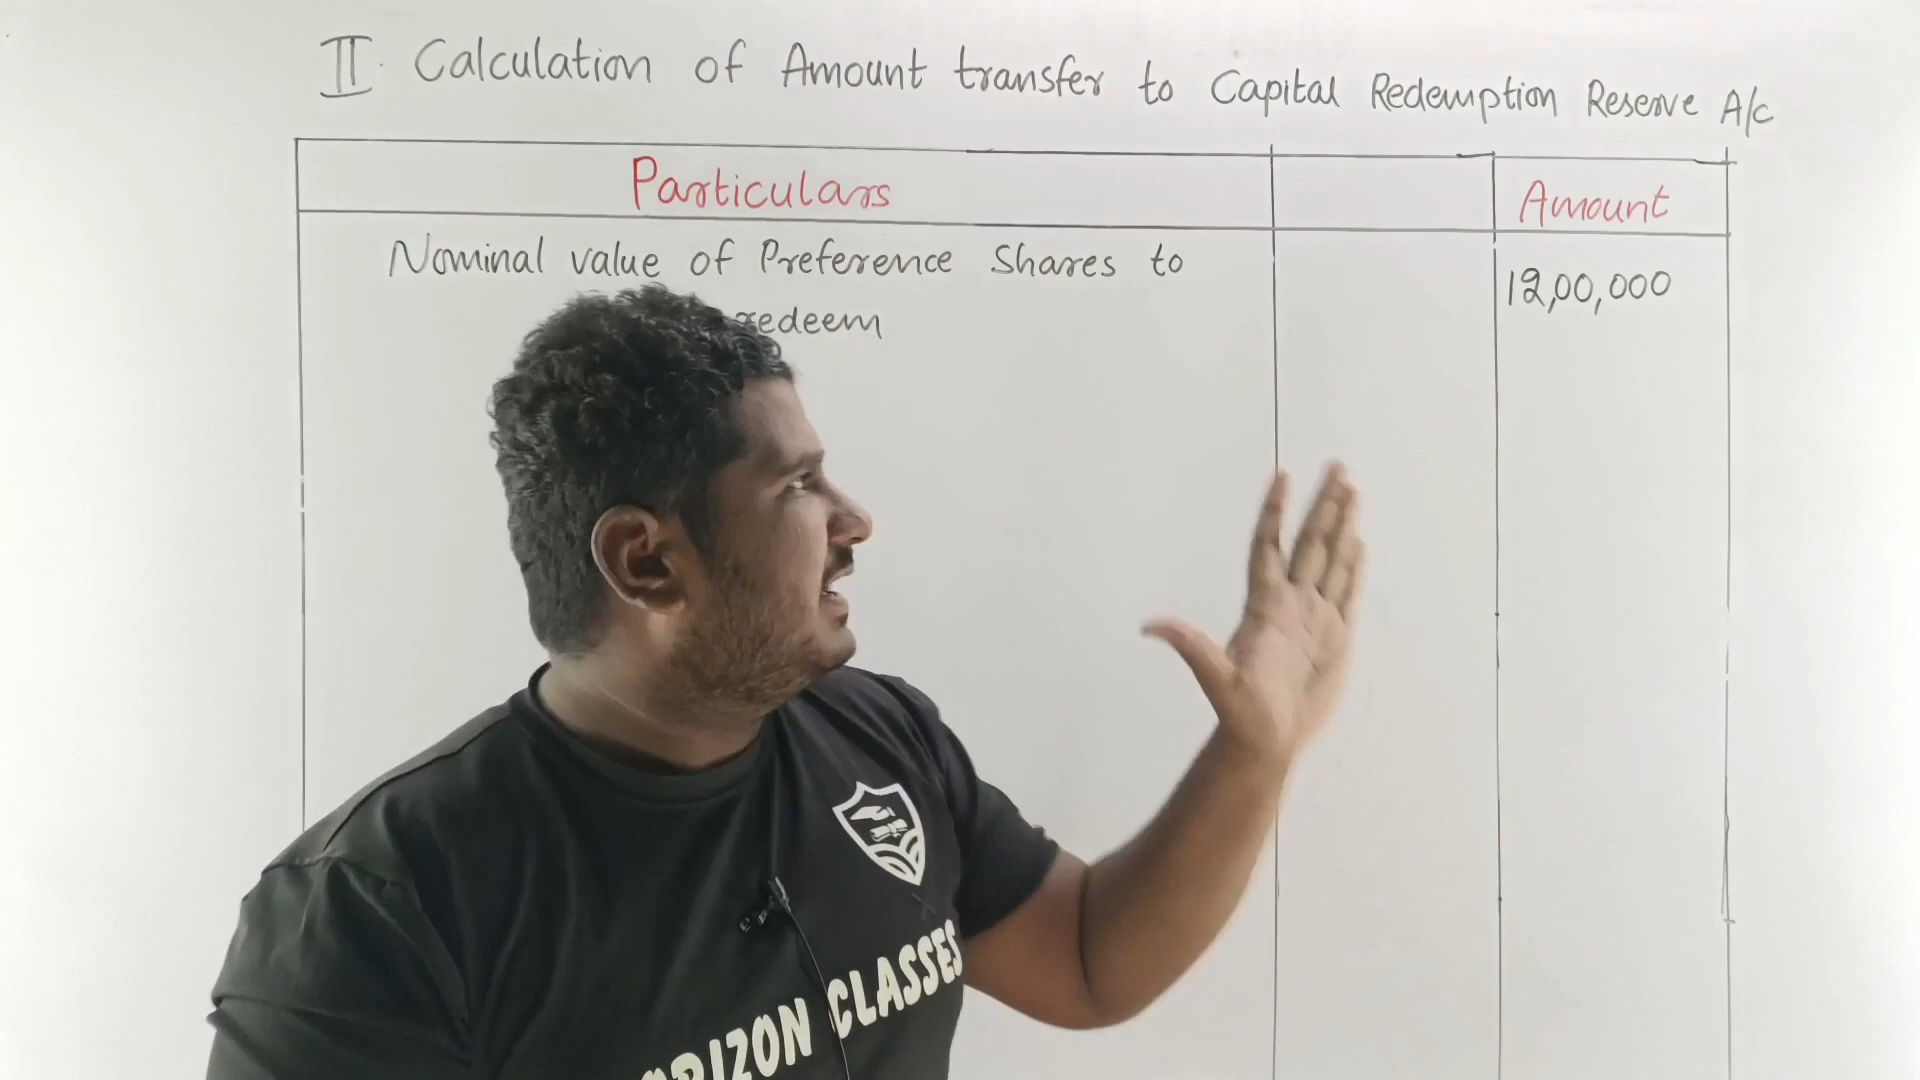 II. Calculation of Amount transfer to Capital Redemption Reserve A/c
Particulars Amount
Nominal value of Preference Shares to 12,00,000
redeem
CLASSES